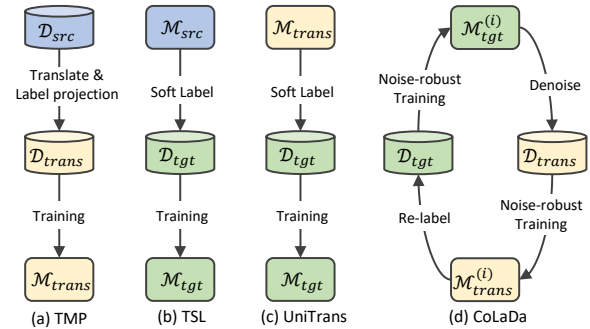 𝒟_src
Translate &
Label projection
𝒟_trans
Training
ℳ_trans
(a) TMP
ℳ_src
Soft Label
𝒟_tgt
Training
ℳ_tgt
(b) TSL
ℳ_trans
Soft Label
𝒟_tgt
Training
ℳ_tgt
(c) UniTrans
ℳ_tgt^(i)
Noise-robust
Training
Denoise
𝒟_tgt
𝒟_trans
Re-label
Noise-robust
Training
ℳ_trans^(i)
(d) CoLaDa